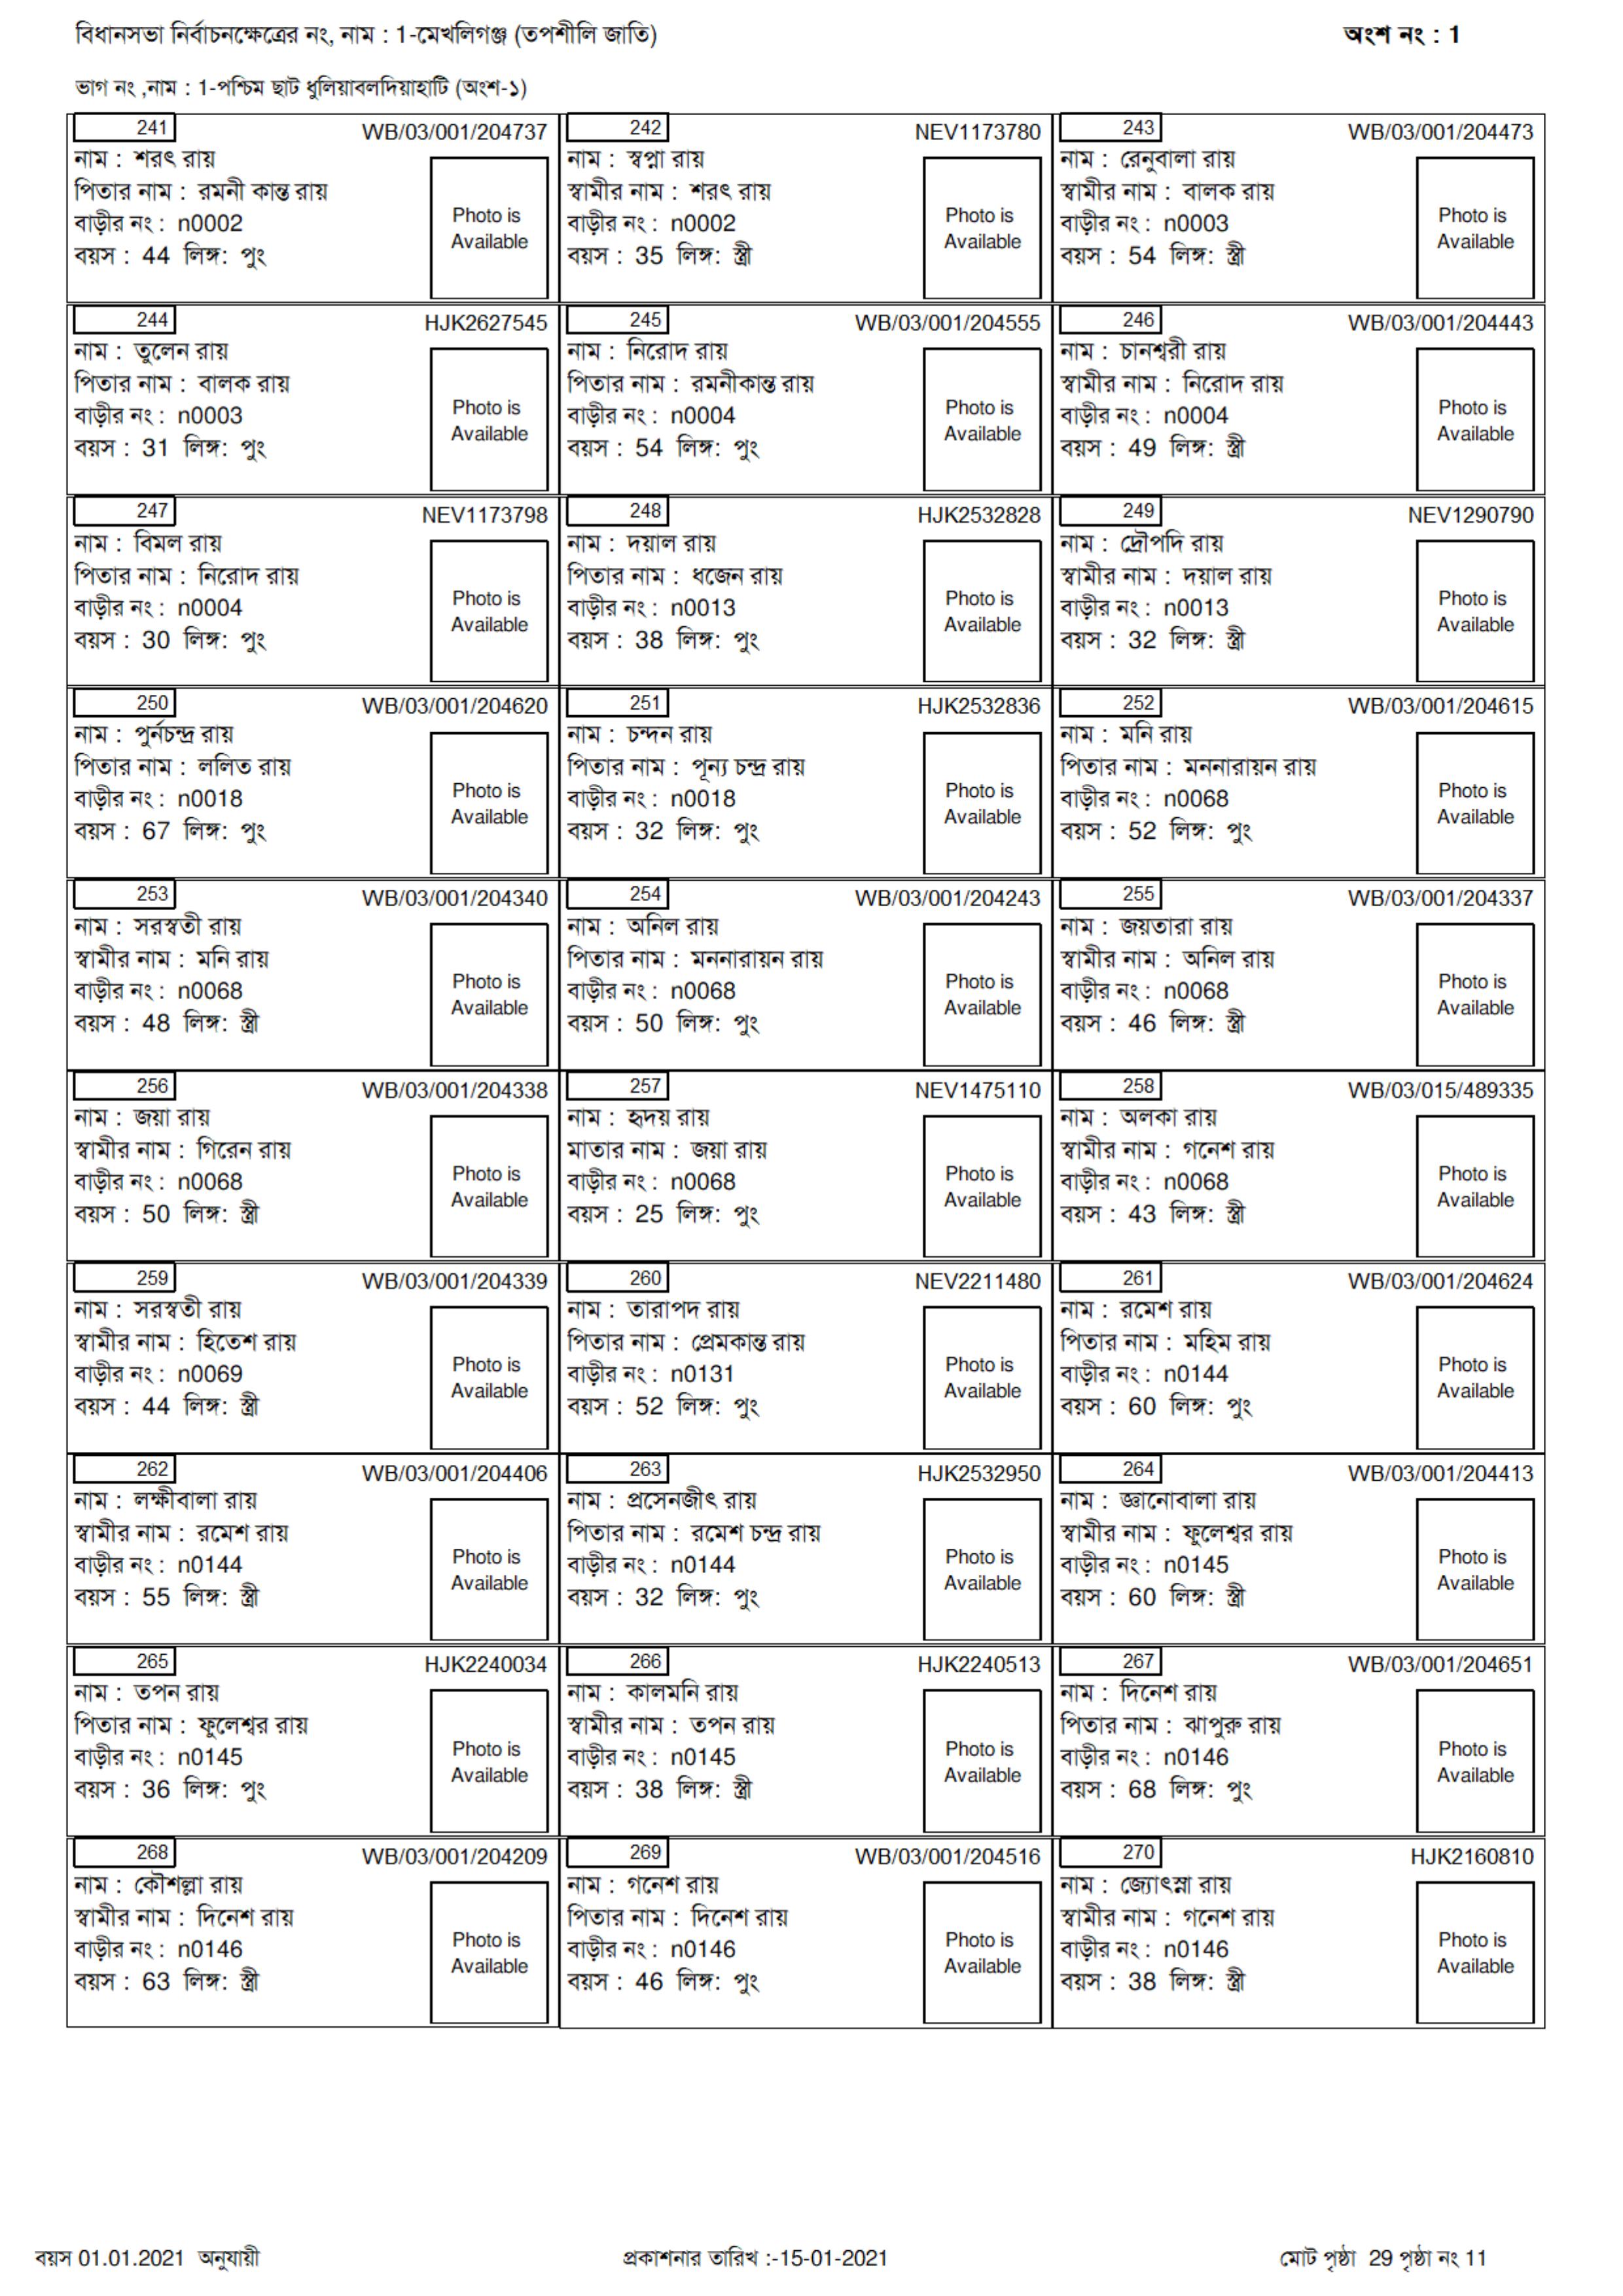 বিধানসভা নির্বাচনক্ষেত্রের নং, নাম : 1-মেখলিগঞ্জ (তপশীলি জাতি) অংশ নং : 1
ভাগ নং ,নাম : 1-পশ্চিম ছাট ধুলিয়াবলদিয়াহাটি (অংশ-১)
241 WB/03/001/204737
নাম : শরৎ রায়
পিতার নাম : রমনী কান্ত রায়
বাড়ীর নং : n0002
বয়স : 44 লিঙ্গ: পুং
Photo is
Available
242 NEV1173780
নাম : স্বপ্না রায়
স্বামীর নাম : শরৎ রায়
বাড়ীর নং : n0002
বয়স : 35 লিঙ্গ: স্ত্রী
Photo is
Available
243 WB/03/001/204473
নাম : রেনুবালা রায়
স্বামীর নাম : বালক রায়
বাড়ীর নং : n0003
বয়স : 54 লিঙ্গ: স্ত্রী
Photo is
Available
244 HJK2627545
নাম : তুলেন রায়
পিতার নাম : বালক রায়
বাড়ীর নং : n0003
বয়স : 31 লিঙ্গ: পুং
Photo is
Available
245 WB/03/001/204555
নাম : নিরোদ রায়
পিতার নাম : রমনীকান্ত রায়
বাড়ীর নং : n0004
বয়স : 54 লিঙ্গ: পুং
Photo is
Available
246 WB/03/001/204443
নাম : চানশ্বরী রায়
স্বামীর নাম : নিরোদ রায়
বাড়ীর নং : n0004
বয়স : 49 লিঙ্গ: স্ত্রী
Photo is
Available
247 NEV1173798
নাম : বিমল রায়
পিতার নাম : নিরোদ রায়
বাড়ীর নং : n0004
বয়স : 30 লিঙ্গ: পুং
Photo is
Available
248 HJK2532828
নাম : দয়াল রায়
পিতার নাম : ধজেন রায়
বাড়ীর নং : n0013
বয়স : 38 লিঙ্গ: পুং
Photo is
Available
249 NEV1290790
নাম : দ্রৌপদি রায়
স্বামীর নাম : দয়াল রায়
বাড়ীর নং : n0013
বয়স : 32 লিঙ্গ: স্ত্রী
Photo is
Available
250 WB/03/001/204620
নাম : পুর্নচন্দ্র রায়
পিতার নাম : ললিত রায়
বাড়ীর নং : n0018
বয়স : 67 লিঙ্গ: পুং
Photo is
Available
251 HJK2532836
নাম : চন্দন রায়
পিতার নাম : পূন্য চন্দ্র রায়
বাড়ীর নং : n0018
বয়স : 32 লিঙ্গ: পুং
Photo is
Available
252 WB/03/001/204615
নাম : মনি রায়
পিতার নাম : মননারায়ন রায়
বাড়ীর নং : n0068
বয়স : 52 লিঙ্গ: পুং
Photo is
Available
253 WB/03/001/204340
নাম : সরস্বতী রায়
স্বামীর নাম : মনি রায়
বাড়ীর নং : n0068
বয়স : 48 লিঙ্গ: স্ত্রী
Photo is
Available
254 WB/03/001/204243
নাম : অনিল রায়
পিতার নাম : মননারায়ন রায়
বাড়ীর নং : n0068
বয়স : 50 লিঙ্গ: পুং
Photo is
Available
255 WB/03/001/204337
নাম : জয়তারা রায়
স্বামীর নাম : অনিল রায়
বাড়ীর নং : n0068
বয়স : 46 লিঙ্গ: স্ত্রী
Photo is
Available
256 WB/03/001/204338
নাম : জয়া রায়
স্বামীর নাম : গিরেন রায়
বাড়ীর নং : n0068
বয়স : 50 লিঙ্গ: স্ত্রী
Photo is
Available
257 NEV1475110
নাম : হৃদয় রায়
মাতার নাম : জয়া রায়
বাড়ীর নং : n0068
বয়স : 25 লিঙ্গ: পুং
Photo is
Available
258 WB/03/015/489335
নাম : অলকা রায়
স্বামীর নাম : গনেশ রায়
বাড়ীর নং : n0068
বয়স : 43 লিঙ্গ: স্ত্রী
Photo is
Available
259 WB/03/001/204339
নাম : সরস্বতী রায়
স্বামীর নাম : হিতেশ রায়
বাড়ীর নং : n0069
বয়স : 44 লিঙ্গ: স্ত্রী
Photo is
Available
260 NEV2211480
নাম : তারাপদ রায়
পিতার নাম : প্রেমকান্ত রায়
বাড়ীর নং : n0131
বয়স : 52 লিঙ্গ: পুং
Photo is
Available
261 WB/03/001/204624
নাম : রমেশ রায়
পিতার নাম : মহিম রায়
বাড়ীর নং : n0144
বয়স : 60 লিঙ্গ: পুং
Photo is
Available
262 WB/03/001/204406
নাম : লক্ষীবালা রায়
স্বামীর নাম : রমেশ রায়
বাড়ীর নং : n0144
বয়স : 55 লিঙ্গ: স্ত্রী
Photo is
Available
263 HJK2532950
নাম : প্রসেনজীৎ রায়
পিতার নাম : রমেশ চন্দ্র রায়
বাড়ীর নং : n0144
বয়স : 32 লিঙ্গ: পুং
Photo is
Available
264 WB/03/001/204413
নাম : জ্ঞানোবালা রায়
স্বামীর নাম : ফুলেশ্বর রায়
বাড়ীর নং : n0145
বয়স : 60 লিঙ্গ: স্ত্রী
Photo is
Available
265 HJK2240034
নাম : তপন রায়
পিতার নাম : ফুলেশ্বর রায়
বাড়ীর নং : n0145
বয়স : 36 লিঙ্গ: পুং
Photo is
Available
266 HJK2240513
নাম : কালমনি রায়
স্বামীর নাম : তপন রায়
বাড়ীর নং : n0145
বয়স : 38 লিঙ্গ: স্ত্রী
Photo is
Available
267 WB/03/001/204651
নাম : দিনেশ রায়
পিতার নাম : ঝাপুরু রায়
বাড়ীর নং : n0146
বয়স : 68 লিঙ্গ: পুং
Photo is
Available
268 WB/03/001/204209
নাম : কৌশল্লা রায়
স্বামীর নাম : দিনেশ রায়
বাড়ীর নং : n0146
বয়স : 63 লিঙ্গ: স্ত্রী
Photo is
Available
269 WB/03/001/204516
নাম : গনেশ রায়
পিতার নাম : দিনেশ রায়
বাড়ীর নং : n0146
বয়স : 46 লিঙ্গ: পুং
Photo is
Available
270 HJK2160810
নাম : জ্যোৎস্না রায়
স্বামীর নাম : গনেশ রায়
বাড়ীর নং : n0146
বয়স : 38 লিঙ্গ: স্ত্রী
Photo is
Available
বয়স 01.01.2021 অনুযায়ী প্রকাশনার তারিখ :-15-01-2021 মোট পৃষ্ঠা 29 পৃষ্ঠা নং 11